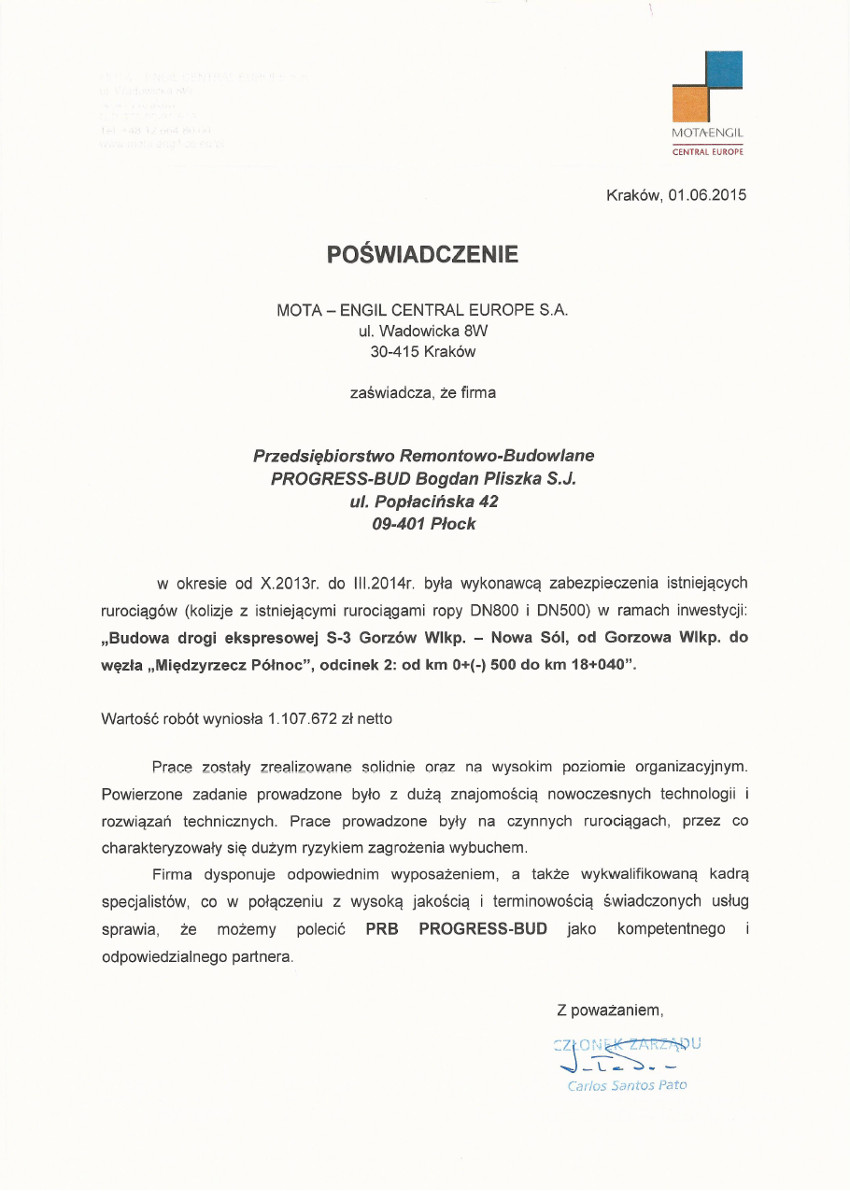 MOTA-ENGIL
CENTRAL EUROPE
Kraków, 01.06.2015
POŚWIADCZENIE
MOTA – ENGIL CENTRAL EUROPE S.A.
ul. Wadowicka 8W
30-415 Kraków
zaświadcza, że firma
Przedsiębiorstwo Remontowo-Budowlane
PROGRESS-BUD Bogdan Pliszka S.J.
ul. Popłacińska 42
09-401 Płock
w okresie od X.2013r. do III.2014r. była wykonawcą zabezpieczenia istniejących
rurociągów (kolizje z istniejącymi rurociągami ropy DN800 i DN500) w ramach inwestycji:
„Budowa drogi ekspresowej S-3 Gorzów Wlkp. – Nowa Sól, od Gorzowa Wlkp. do
węzła „Międzyrzecz Północ”, odcinek 2: od km 0+(-) 500 do km 18+040”.
Wartość robót wyniosła 1.107.672 zł netto
Prace zostały zrealizowane solidnie oraz na wysokim poziomie organizacyjnym.
Powierzone zadanie prowadzone było z dużą znajomością nowoczesnych technologii i
rozwiązań technicznych. Prace prowadzone były na czynnych rurociągach, przez co
charakteryzowały się dużym ryzykiem zagrożenia wybuchem.
Firma dysponuje odpowiednim wyposażeniem, a także wykwalifikowaną kadrą
specjalistów, co w połączeniu z wysoką jakością i terminowością świadczonych usług
sprawia, że możemy polecić PRB PROGRESS-BUD jako kompetentnego i
odpowiedzialnego partnera.
Z poważaniem,
CZŁONEK ZARZĄDU
Carlos Santos Pato